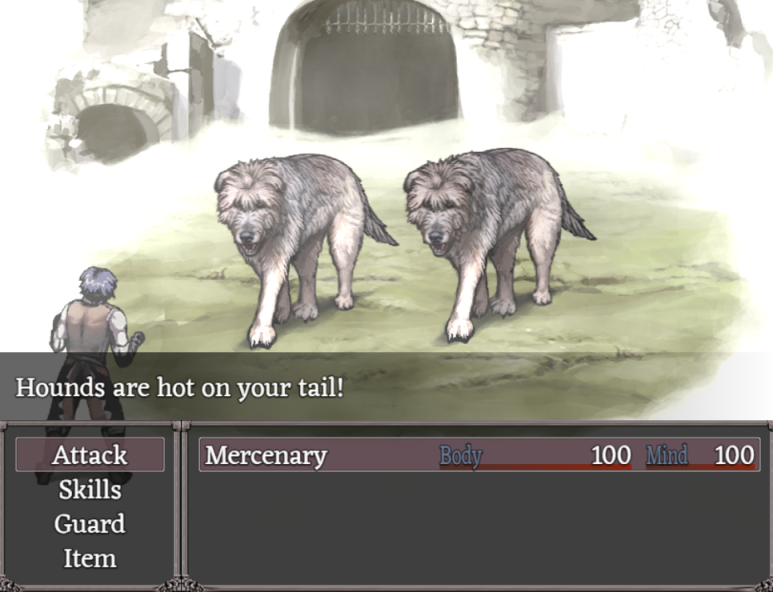 Hounds are hot on your tail!
Attack
Skills
Guard
Item
Mercenary Body 100 Mind 100